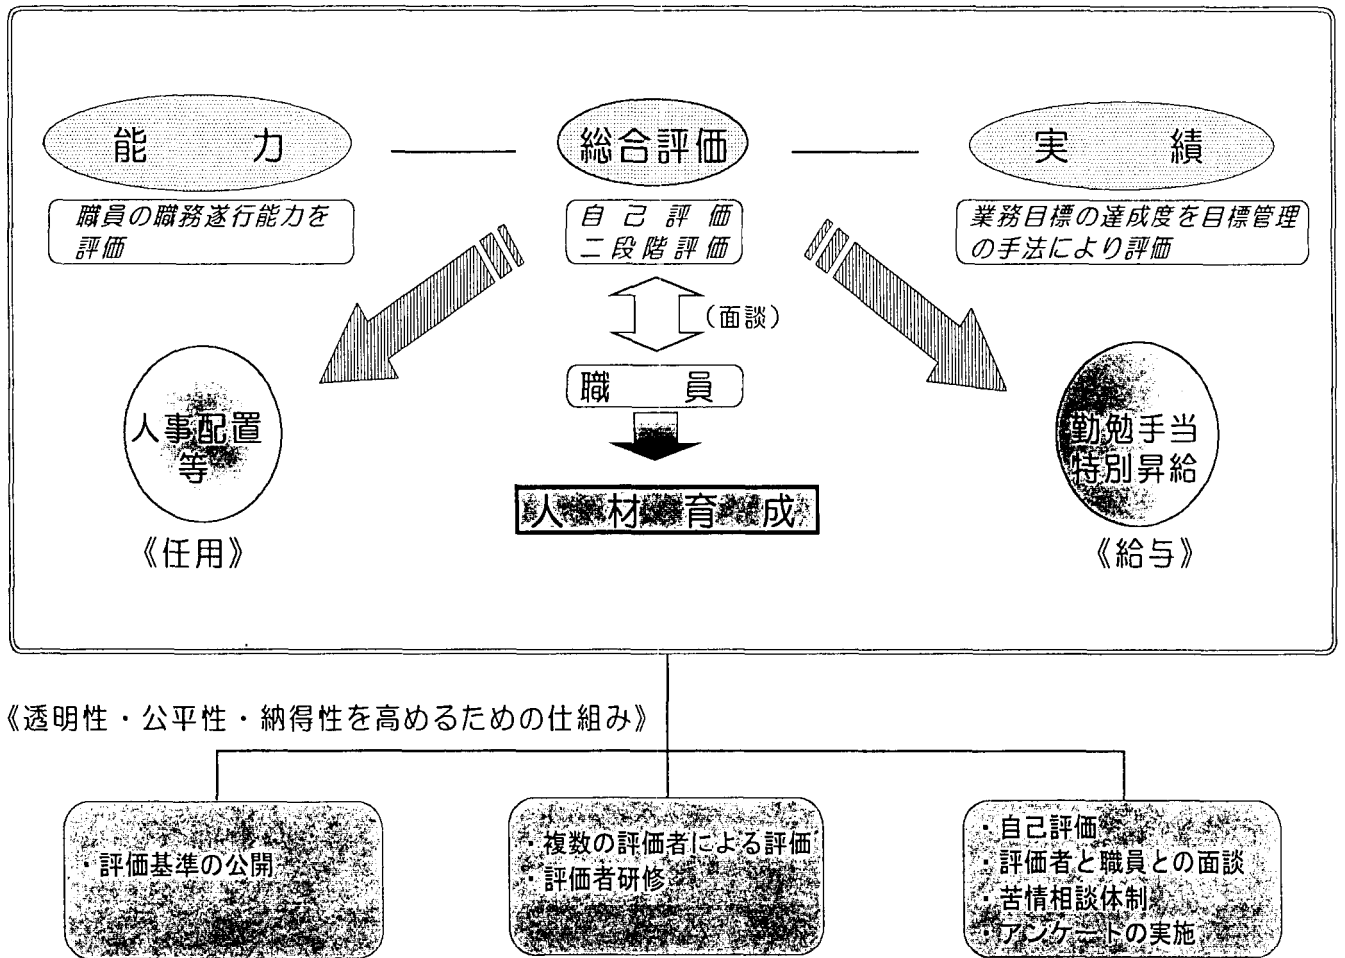 能　力
総合評価
実　績
職員の職務遂行能力を
評価
自己評価
二段階評価
業務目標の達成度を目標管理
の手法により評価
（面談）
職　員
人事配置
等
勤勉手当
特別昇給
人材育成
《任用》
《給与》
《透明性・公平性・納得性を高めるための仕組み》
・評価基準の公開
・複数の評価者による評価
・評価者研修
・自己評価
・評価者と職員との面談
・苦情相談体制
・アンケートの実施